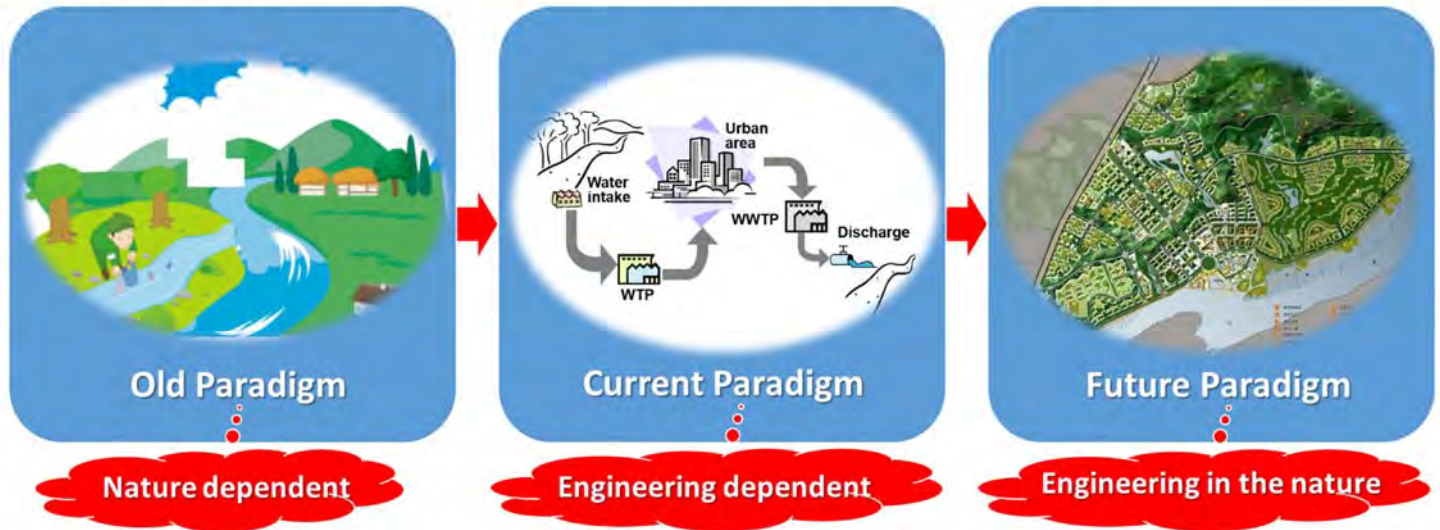 Water
intake
Urban
area
WTP
WWTP
Discharge
Old Paradigm
Current Paradigm
Future Paradigm
Nature dependent
Engineering dependent
Engineering in the nature